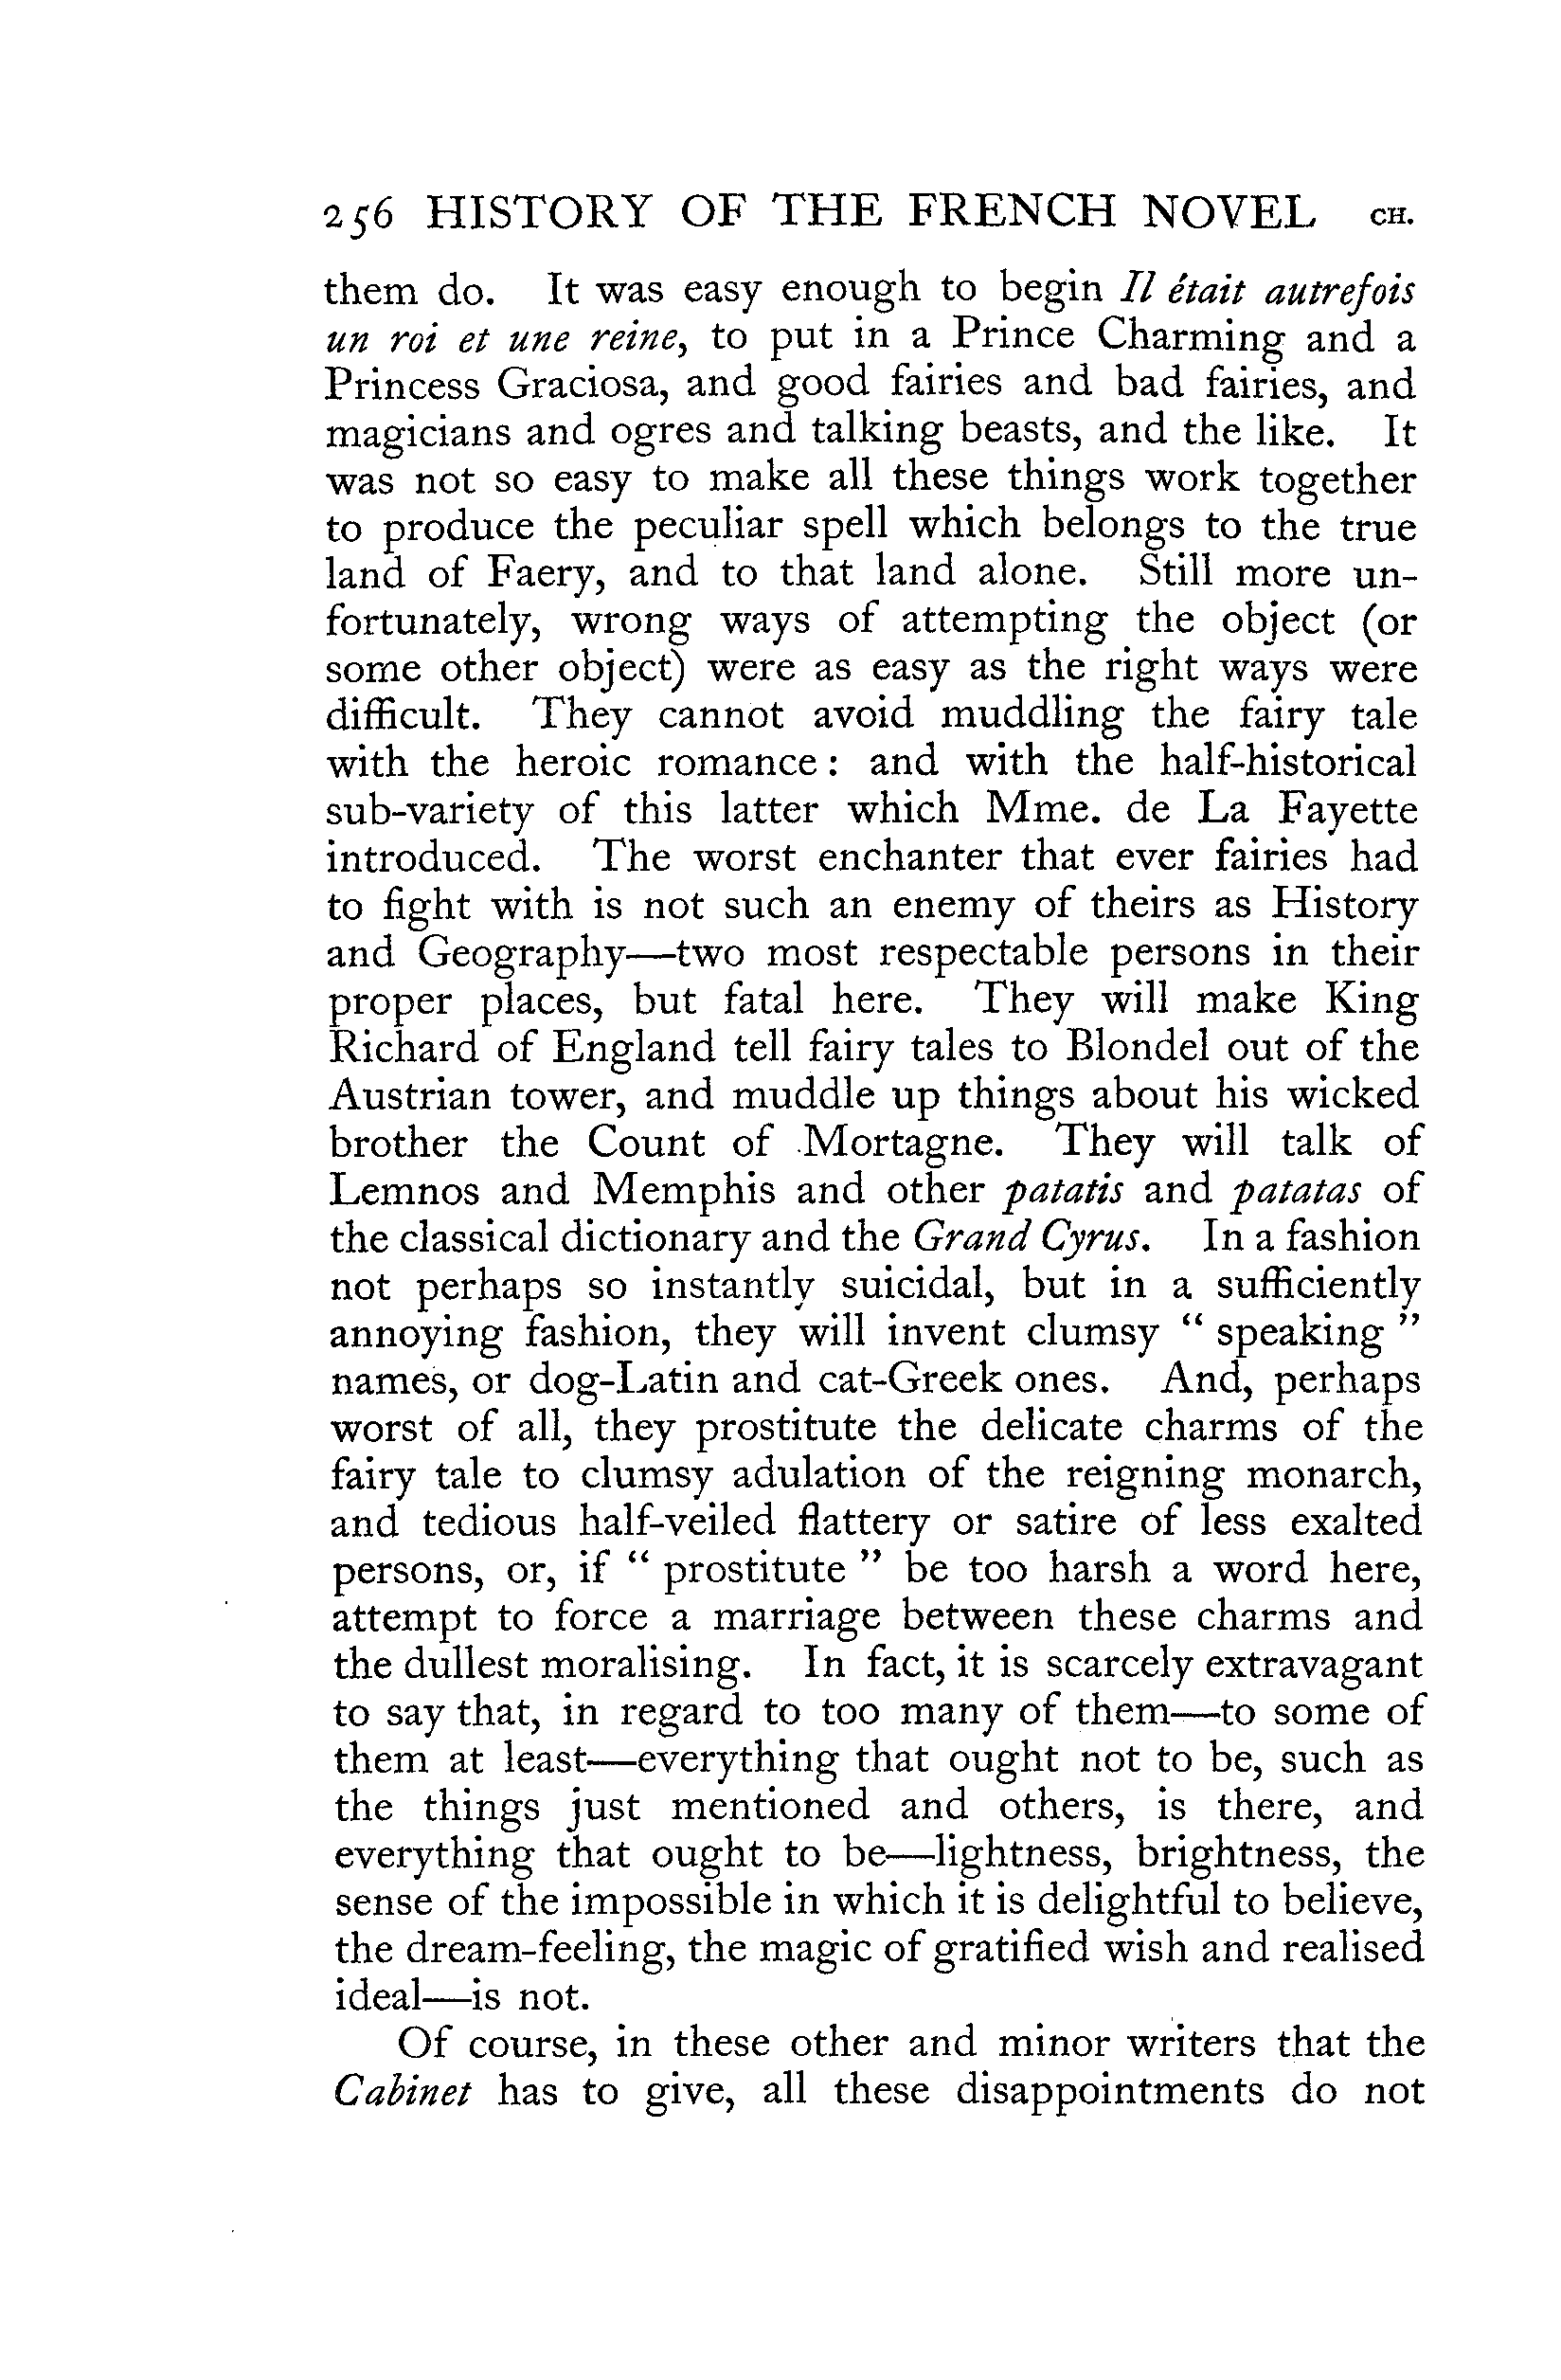 256 HISTORY OF THE FRENCH NOVEL CH.
them do. It was easy enough to begin Il était autrefois
un roi et une reine, to put in a Prince Charming and a
Princess Graciosa, and good fairies and bad fairies, and
magicians and ogres and talking beasts, and the like. It
was not so easy to make all these things work together
to produce the peculiar spell which belongs to the true
land of Faery, and to that land alone. Still more un-
fortunately, wrong ways of attempting the object (or
some other object) were as easy as the right ways were
difficult. They cannot avoid muddling the fairy tale
with the heroic romance: and with the half-historical
sub-variety of this latter which Mme. de La Fayette
introduced. The worst enchanter that ever fairies had
to fight with is not such an enemy of theirs as History
and Geography—two most respectable persons in their
proper places, but fatal here. They will make King
Richard of England tell fairy tales to Blondel out of the
Austrian tower, and muddle up things about his wicked
brother the Count of Mortagne. They will talk of
Lemnos and Memphis and other patatis and patatas of
the classical dictionary and the Grand Cyrus. In a fashion
not perhaps so instantly suicidal, but in a sufficiently
annoying fashion, they will invent clumsy “ speaking ”
names, or dog-Latin and cat-Greek ones. And, perhaps
worst of all, they prostitute the delicate charms of the
fairy tale to clumsy adulation of the reigning monarch,
and tedious half-veiled flattery or satire of less exalted
persons, or, if “ prostitute ” be too harsh a word here,
attempt to force a marriage between these charms and
the dullest moralising. In fact, it is scarcely extravagant
to say that, in regard to too many of them—to some of
them at least—everything that ought not to be, such as
the things just mentioned and others, is there, and
everything that ought to be—lightness, brightness, the
sense of the impossible in which it is delightful to believe,
the dream-feeling, the magic of gratified wish and realised
ideal—is not.
Of course, in these other and minor writers that the
Cabinet has to give, all these disappointments do not